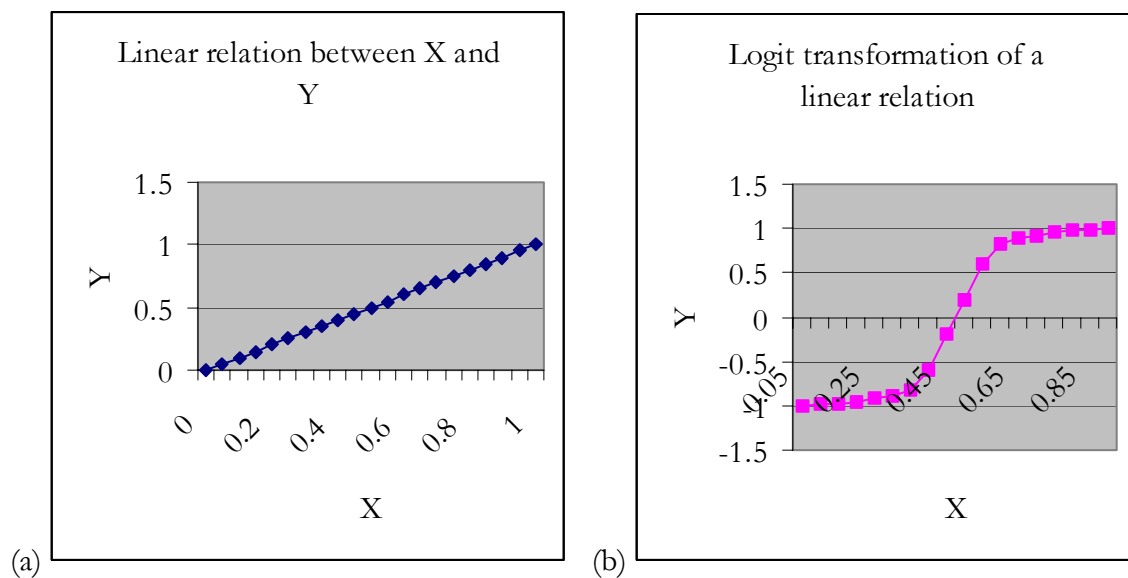 Linear relation between X and
Y
1.5
1
0.5
0
Y
0
0.2
0.4
0.6
0.8
1
X
(a)
Logit transformation of a
linear relation
1.5
1
0.5
0
-0.5
-1
-1.5
Y
0.05
0.25
0.45
0.65
0.85
X
(b)